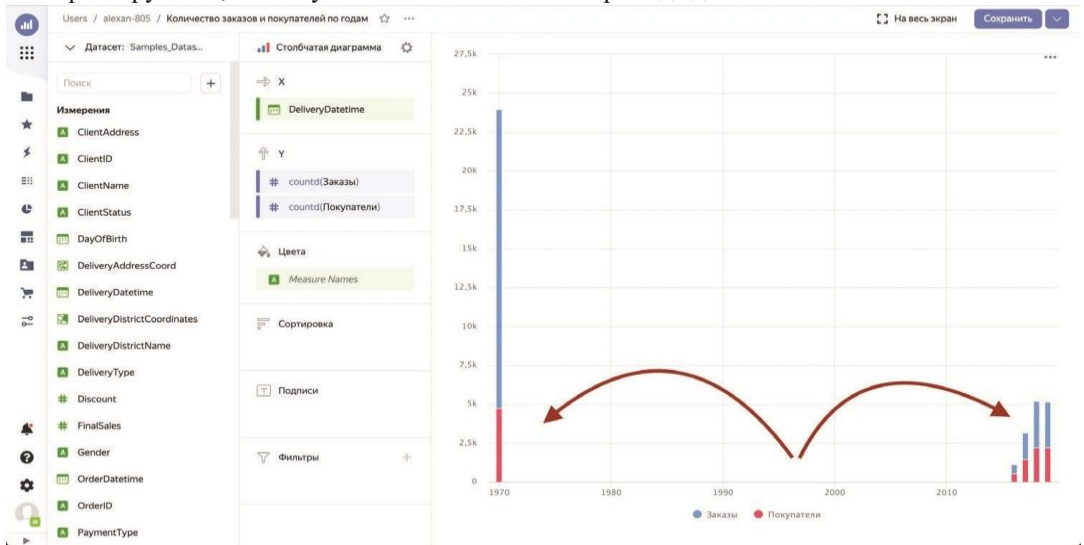 Users / alexan-805 / Количество заказов и покупателей по годам
На весь экран
Сохранить
Датасет: Samples_Datas...
Поиск
+
Измерения
ClientAddress
ClientID
ClientName
ClientStatus
DayOfBirth
DeliveryAddressCoord
DeliveryDatetime
DeliveryDistrictCoordinates
DeliveryDistrictName
DeliveryType
Discount
FinalSales
Gender
OrderDatetime
OrderID
PaymentType
Столбчатая диаграмма
X
DeliveryDatetime
Y
countd(Заказы)
countd(Покупатели)
Цвета
Measure Names
Сортировка
Подписи
Фильтры
+
27,5k
25k
22,5k
20k
17,5k
15k
12,5k
10k
7,5k
5k
2,5k
0
1970 1980 1990 2000 2010
Заказы Покупатели